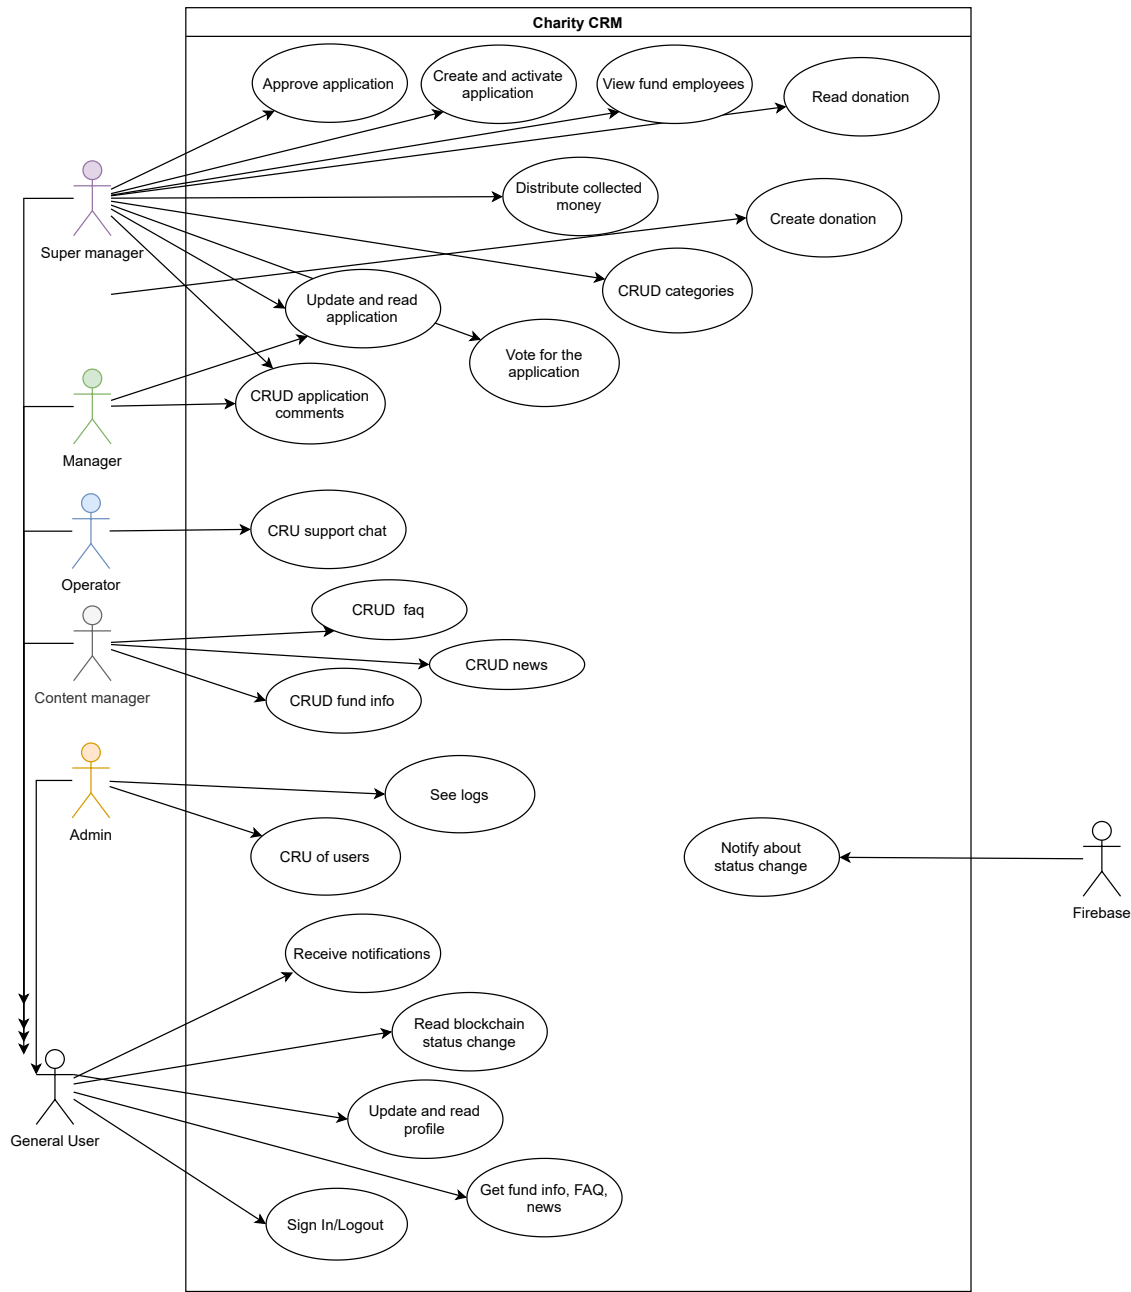 Charity CRM
Approve application
Create and activate
application
View fund employees
Read donation
Distribute collected
money
Create donation
Super manager
CRUD categories
Update and read
application
Vote for the
application
CRUD application
comments
Manager
CRU support chat
Operator
CRUD  faq
CRUD news
Content manager
CRUD fund info
See logs
Admin
CRU of users
Notify about
status change
Firebase
Receive notifications
Read blockchain
status change
Update and read
profile
General User
Get fund info, FAQ,
news
Sign In/Logout